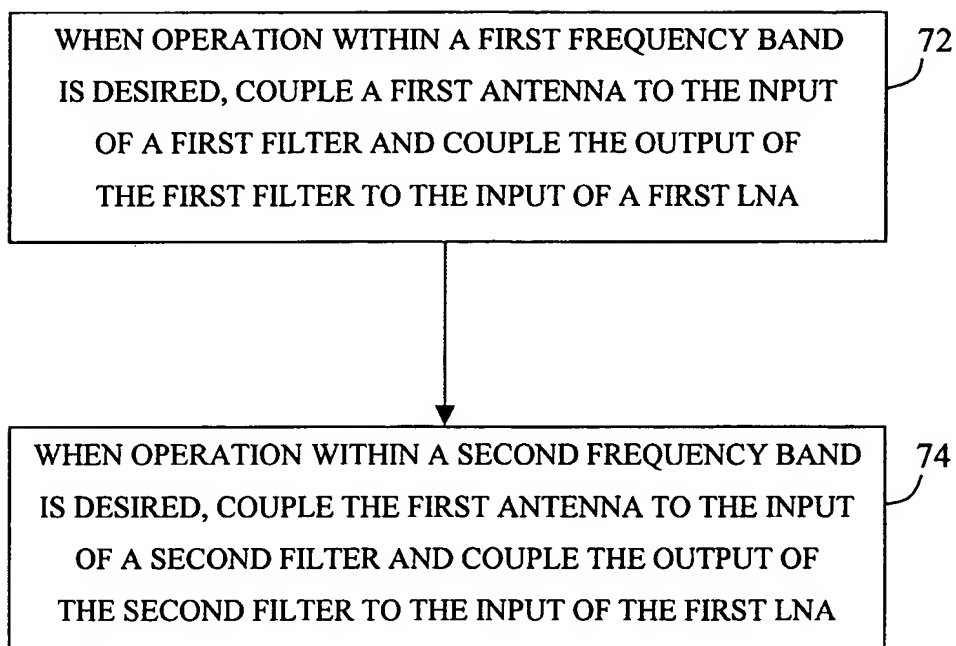 WHEN OPERATION WITHIN A FIRST FREQUENCY BAND
72
IS DESIRED, COUPLE A FIRST ANTENNA TO THE INPUT
OF A FIRST FILTER AND COUPLE THE OUTPUT OF
THE FIRST FILTER TO THE INPUT OF A FIRST LNA
WHEN OPERATION WITHIN A SECOND FREQUENCY BAND
74
IS DESIRED, COUPLE THE FIRST ANTENNA TO THE INPUT
OF A SECOND FILTER AND COUPLE THE OUTPUT OF
THE SECOND FILTER TO THE INPUT OF THE FIRST LNA